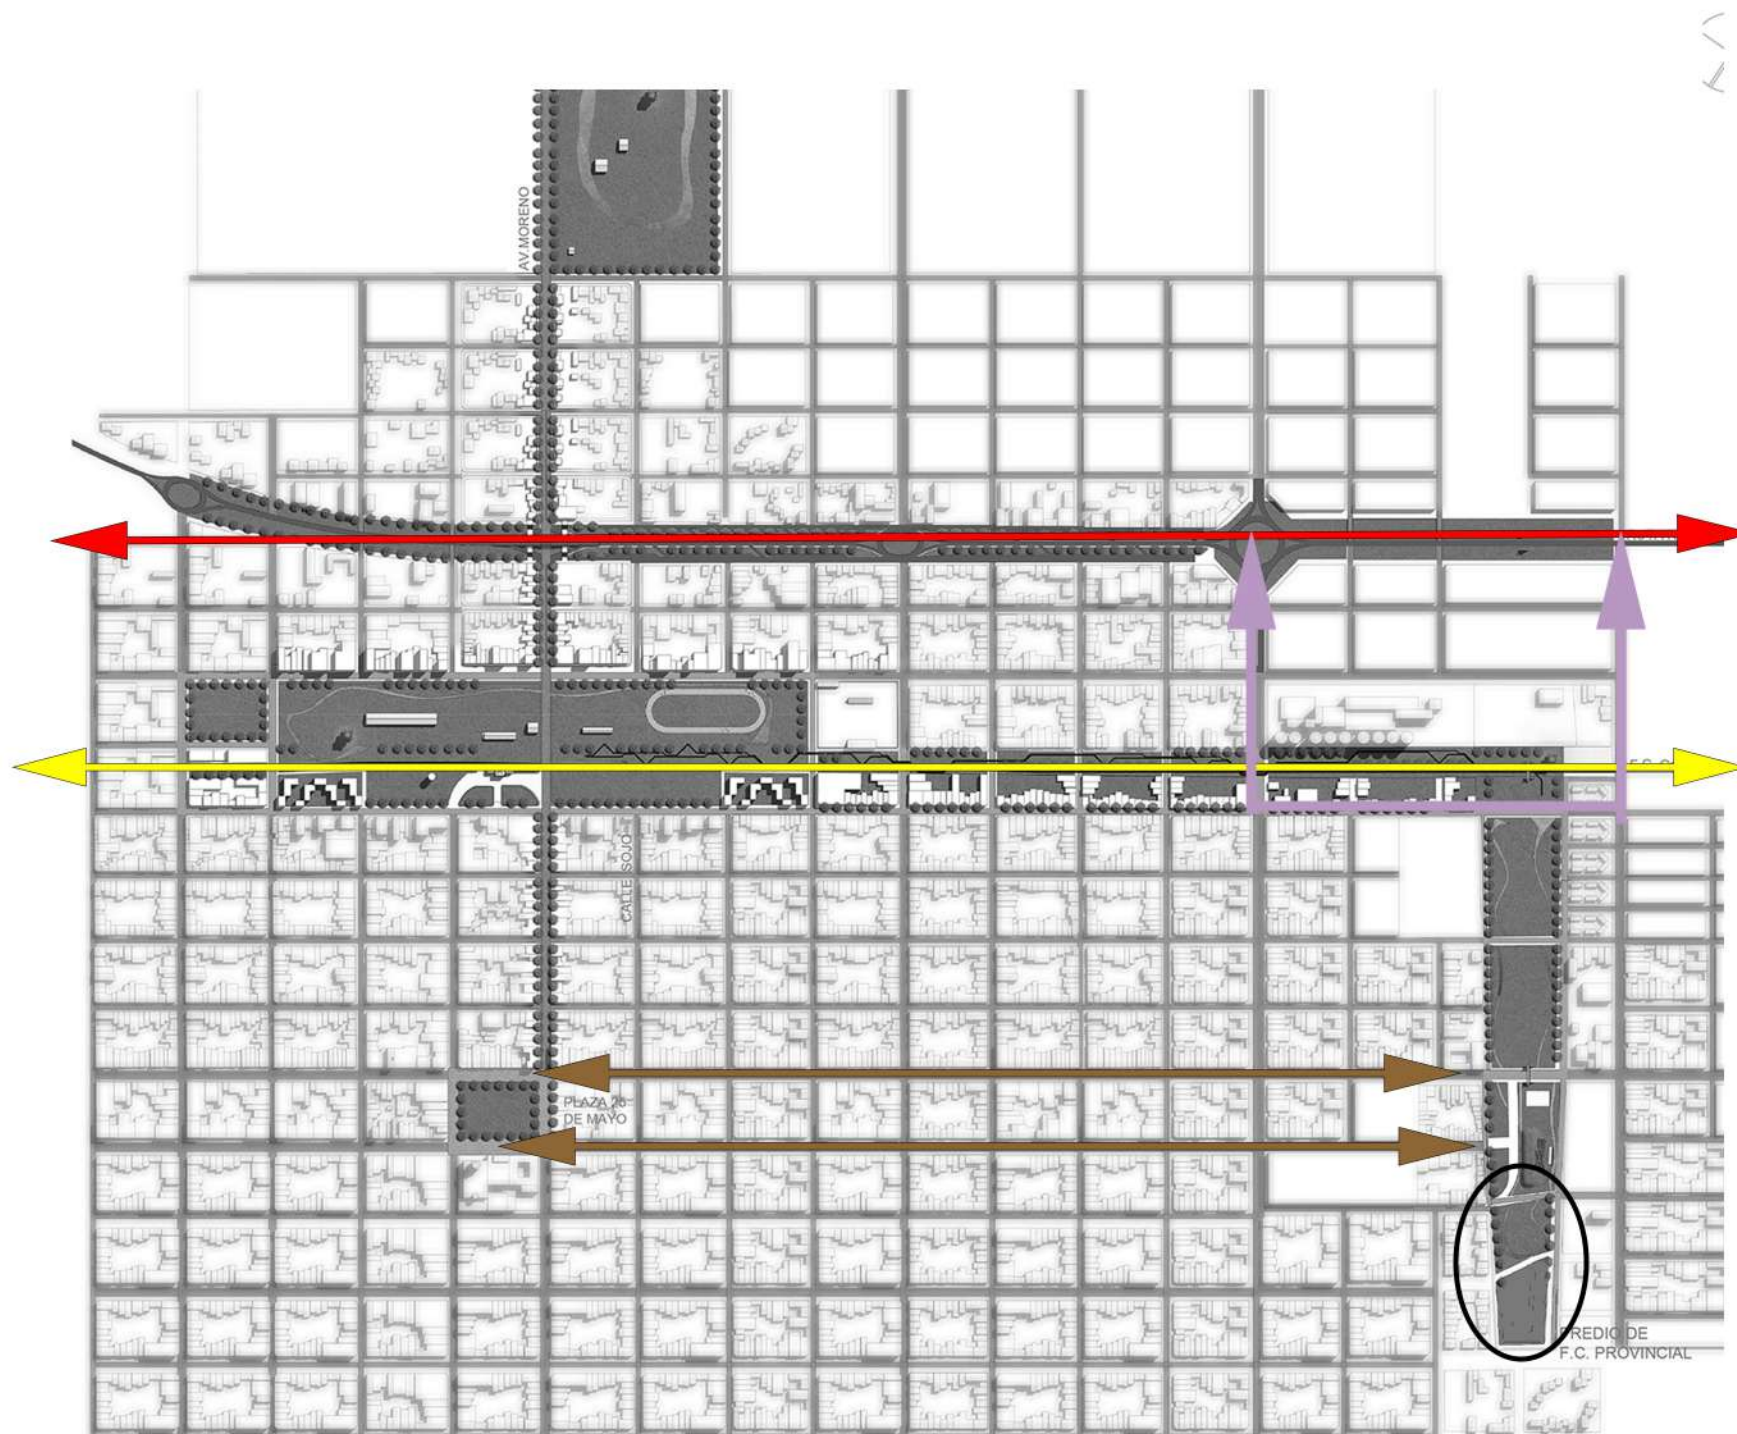 AV.MORENO
CALLE SOJO
PLAZA 25
DE MAYO
PREDIO DE
F.C. PROVINCIAL